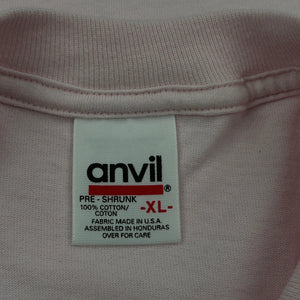 anvil®
PRE-SHRUNK
100% COTTON/
COTON
-XL-
FABRIC MADE IN U.S.A.
ASSEMBLED IN HONDURAS
OVER FOR CARE